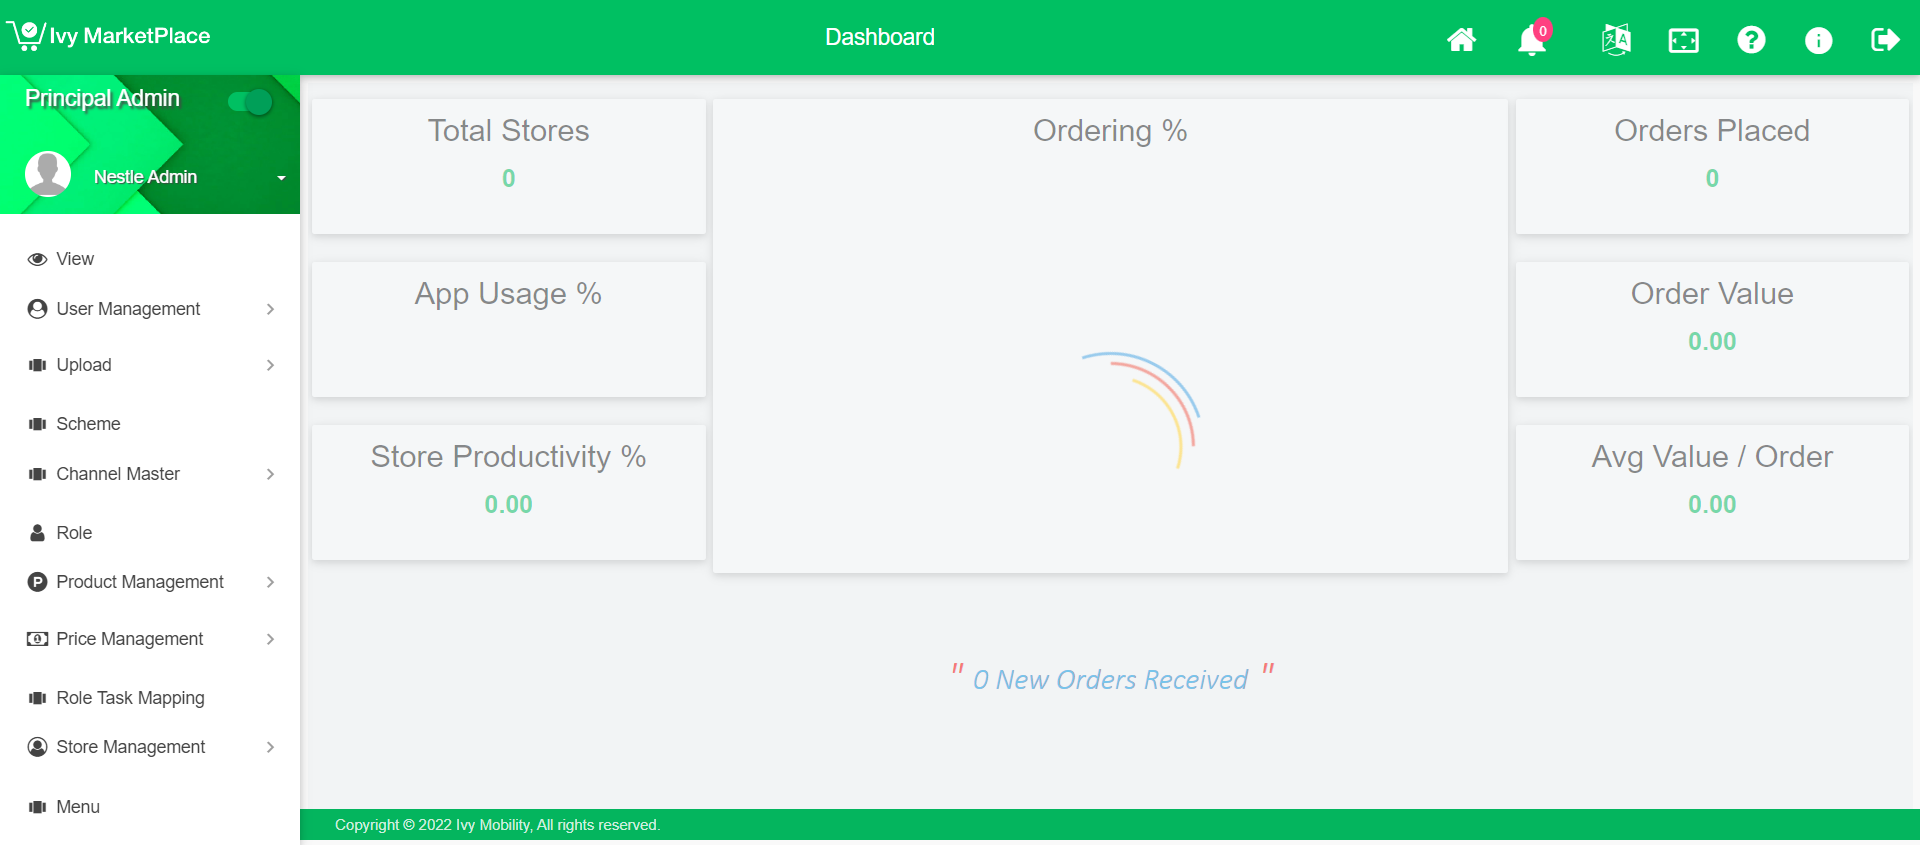 Ivy MarketPlace
Dashboard
0
Principal Admin
Nestle Admin
View
User Management
Upload
Scheme
Channel Master
Role
Product Management
Price Management
Role Task Mapping
Store Management
Menu
Total Stores
0
App Usage %
Store Productivity %
0.00
Ordering %
Orders Placed
0
Order Value
0.00
Avg Value / Order
0.00
" 0 New Orders Received "
Copyright © 2022 Ivy Mobility, All rights reserved.